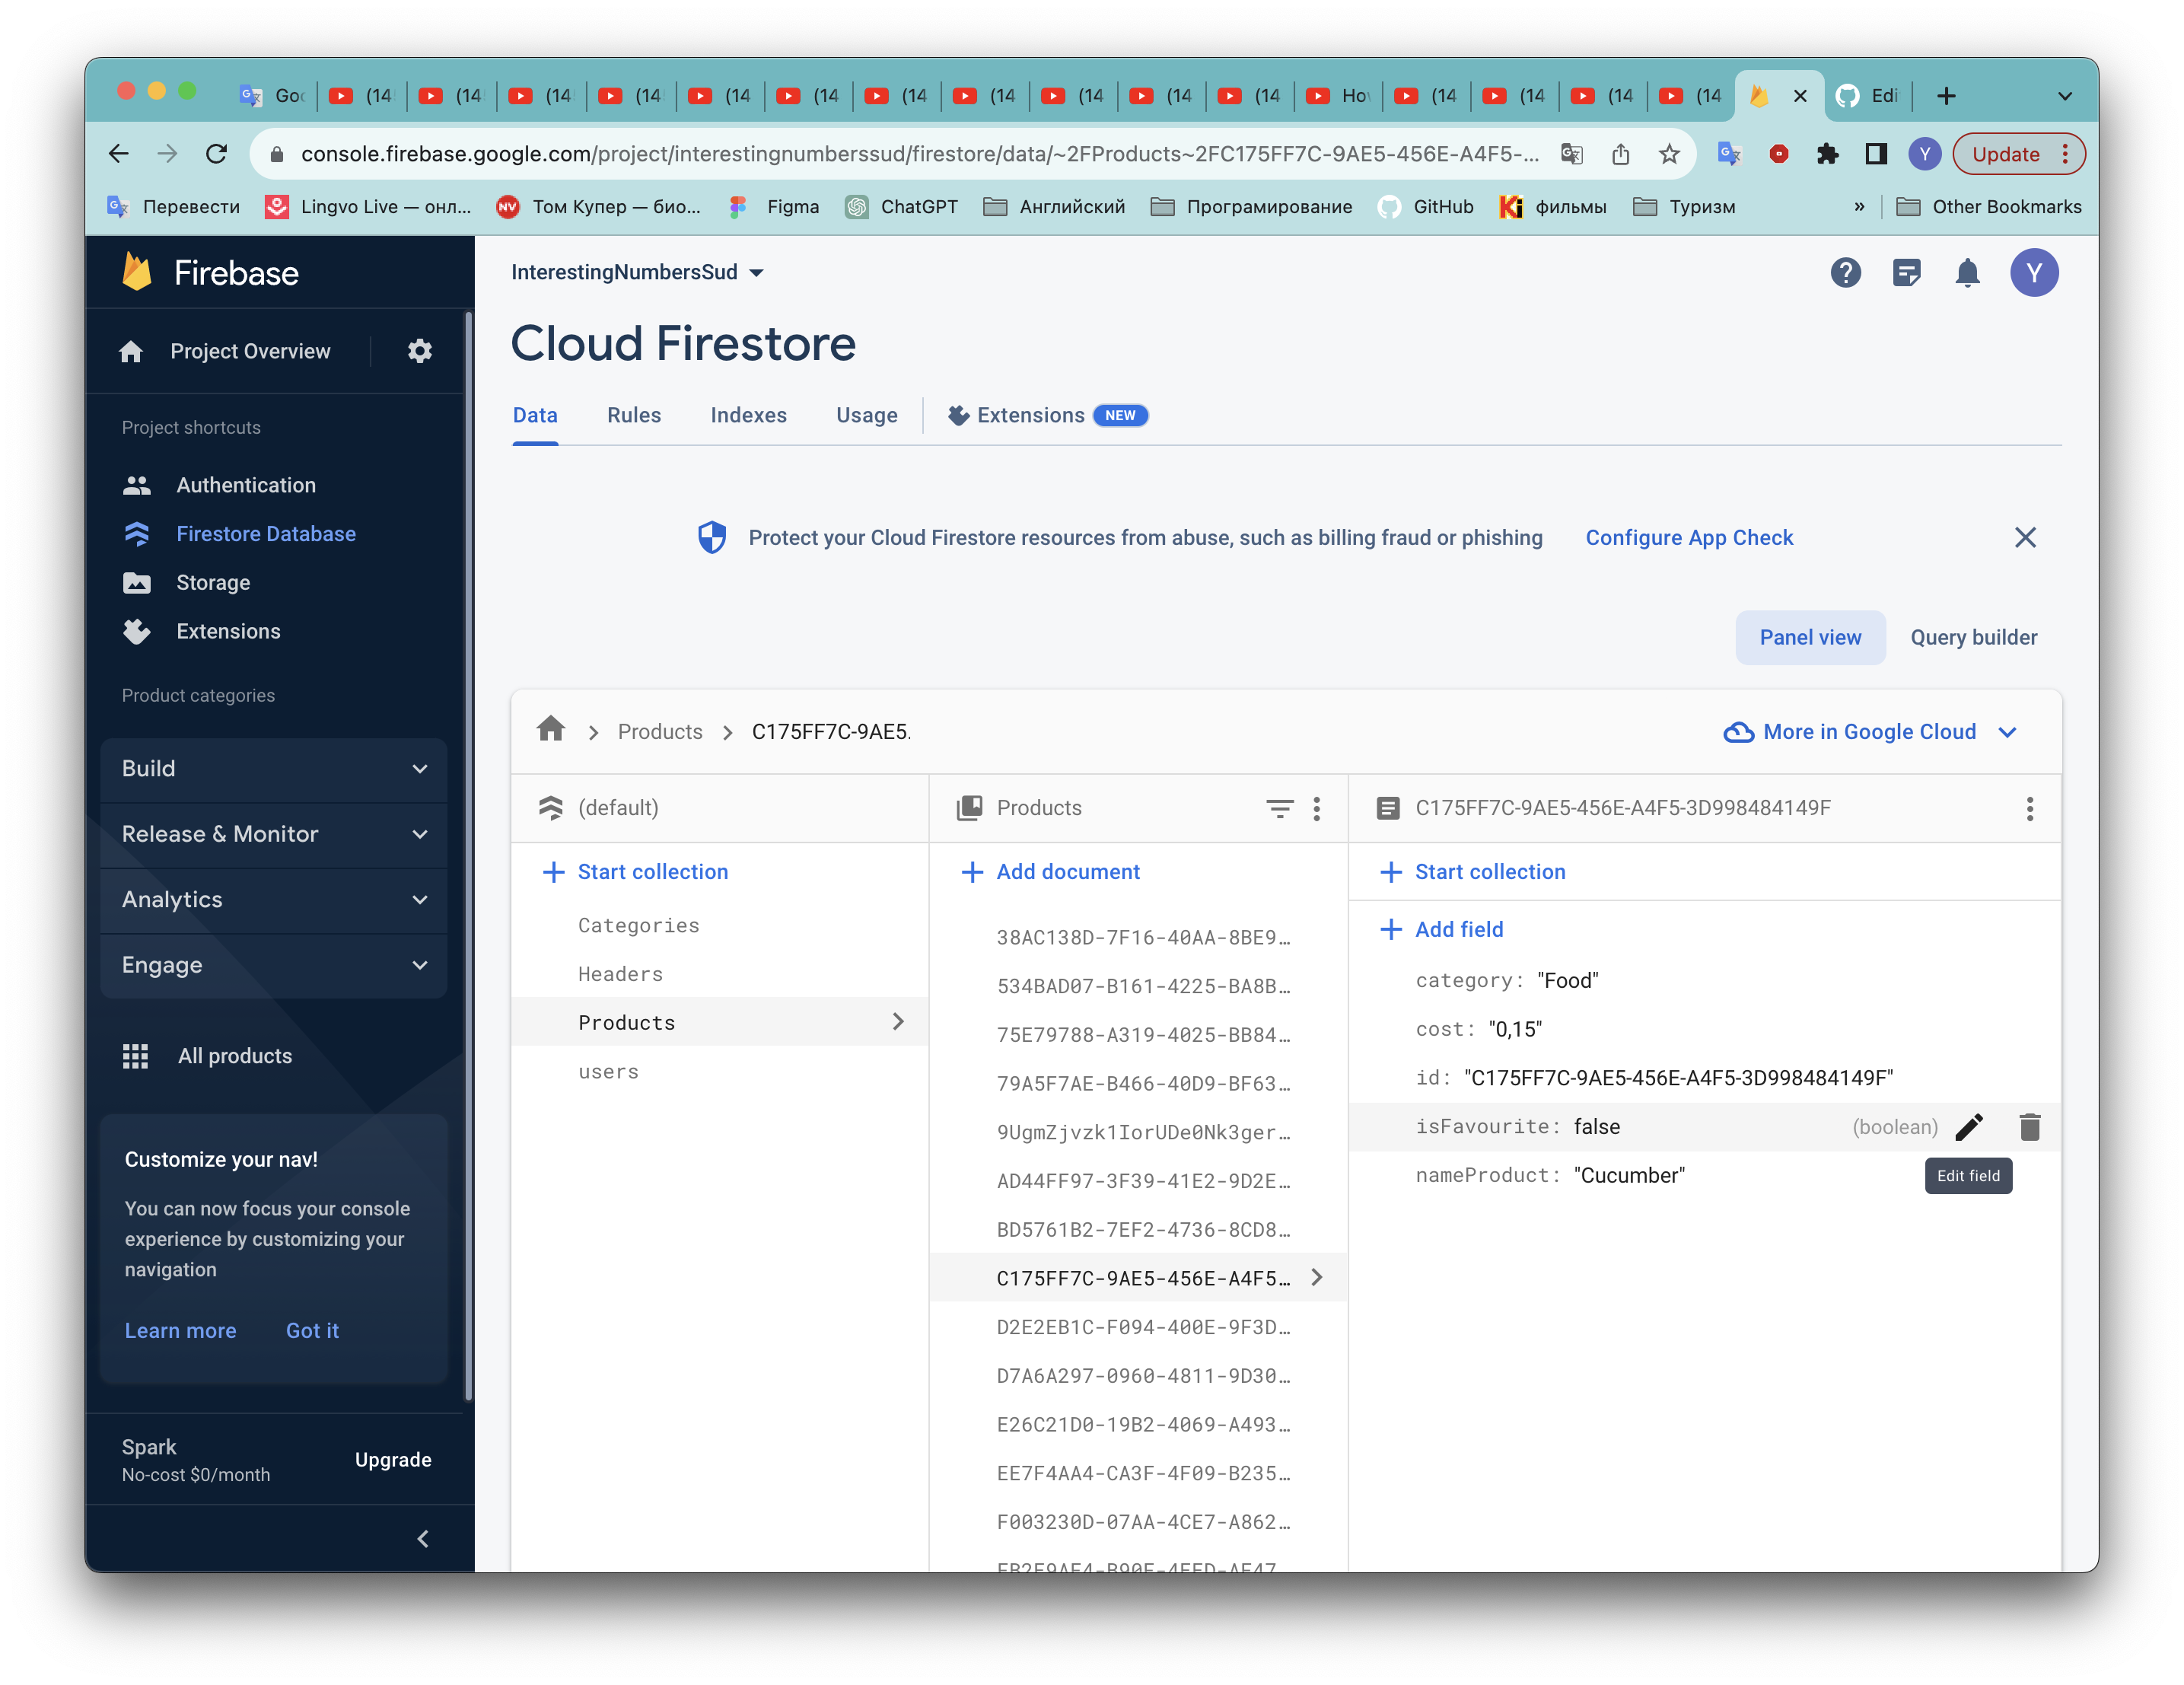 Goo
(14
(14
(14
(14
(14
(14
(14
(14
(14
(14
(14
Hov
(14
(14
(14
(14
Edi
console.firebase.google.com/project/interestingnumberssud/firestore/data/~2FProducts~2FC175FF7C-9AE5-456E-A4F5-...
Y
Update
Перевести
Lingvo Live — онл...
NV
Том Купер — био...
Figma
ChatGPT
Английский
Програмирование
GitHub
Ki
фильмы
Туризм
»
Other Bookmarks
Firebase
InterestingNumbersSud
Y
Project Overview
Cloud Firestore
Data
Rules
Indexes
Usage
Extensions
NEW
Project shortcuts
Authentication
Firestore Database
Storage
Extensions
Product categories
Build
Release & Monitor
Analytics
Engage
All products
Customize your nav!
You can now focus your console
experience by customizing your
navigation
Learn more
Got it
Spark
No-cost $0/month
Upgrade
Protect your Cloud Firestore resources from abuse, such as billing fraud or phishing
Configure App Check
Panel view
Query builder
Products
C175FF7C-9AE5.
More in Google Cloud
(default)
Start collection
Categories
Headers
Products
users
Products
Add document
38AC138D-7F16-40AA-8BE9…
534BAD07-B161-4225-BA8B…
75E79788-A319-4025-BB84…
79A5F7AE-B466-40D9-BF63…
9UgmZjvzk1IorUDe0Nk3ger…
AD44FF97-3F39-41E2-9D2E…
BD5761B2-7EF2-4736-8CD8…
C175FF7C-9AE5-456E-A4F5…
D2E2EB1C-F094-400E-9F3D…
D7A6A297-0960-4811-9D30…
E26C21D0-19B2-4069-A493…
EE7F4AA4-CA3F-4F09-B235…
F003230D-07AA-4CE7-A862…
C175FF7C-9AE5-456E-A4F5-3D998484149F
Start collection
Add field
category: "Food"
cost: "0,15"
id: "C175FF7C-9AE5-456E-A4F5-3D998484149F"
isFavourite: false (boolean)
nameProduct: "Cucumber"
Edit field